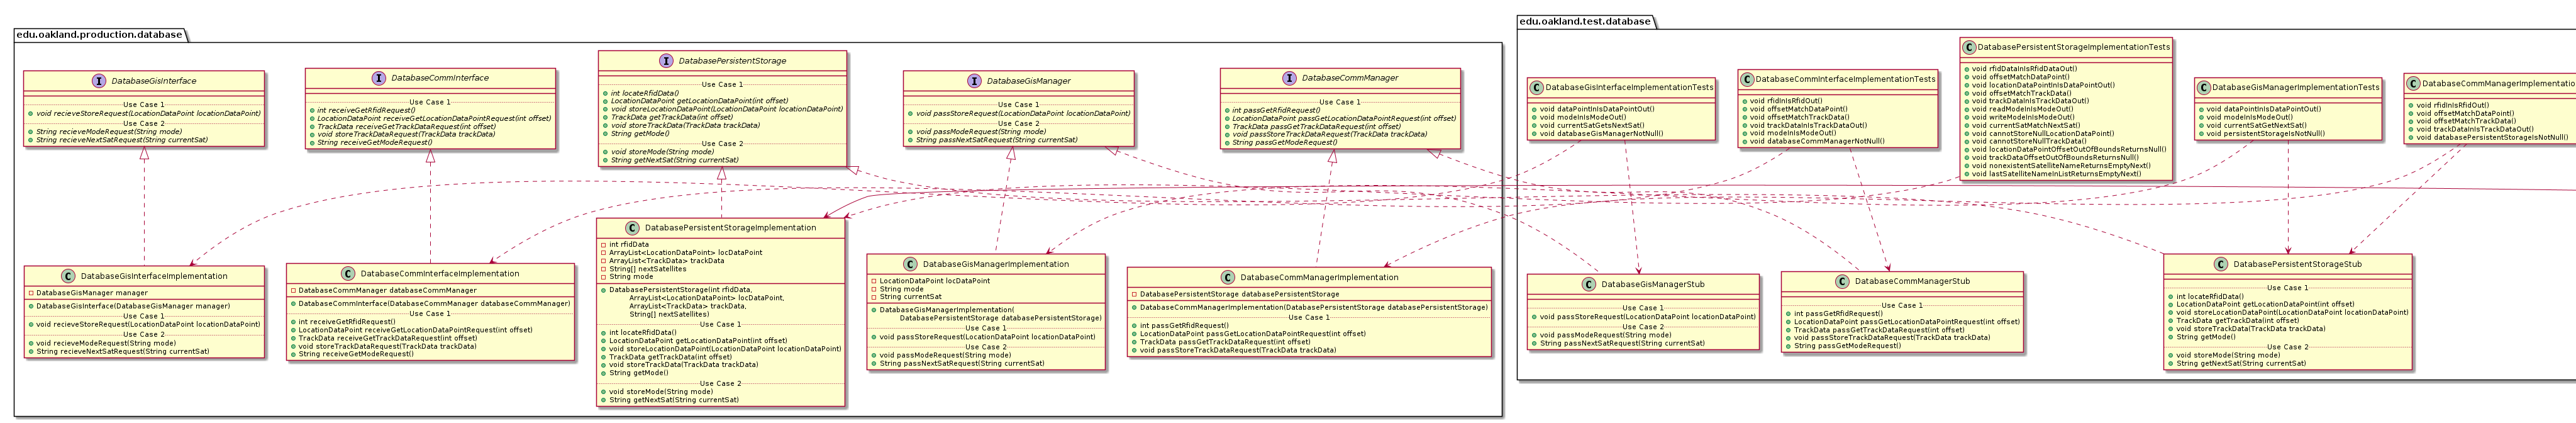 edu.oakland.production.database
I DatabaseGisInterface
Use Case 1
void recieveStoreRequest(LocationDataPoint locationDataPoint)
Use Case 2
String recieveModeRequest(String mode)
String recieveNextSatRequest(String currentSat)
I DatabaseCommInterface
Use Case 1
int receiveGetRfidRequest()
LocationDataPoint receiveGetLocationDataPointRequest(int offset)
TrackData receiveGetTrackDataRequest(int offset)
void storeTrackDataRequest(TrackData trackData)
String receiveGetModeRequest()
I DatabasePersistentStorage
Use Case 1
int locateRfidData()
LocationDataPoint getLocationDataPoint(int offset)
void storeLocationDataPoint(LocationDataPoint locationDataPoint)
TrackData getTrackData(int offset)
void storeTrackData(TrackData trackData)
String getMode()
Use Case 2
void storeMode(String mode)
String getNextSat(String currentSat)
I DatabaseGisManager
Use Case 1
void passStoreRequest(LocationDataPoint locationDataPoint)
Use Case 2
void passModeRequest(String mode)
String passNextSatRequest(String currentSat)
I DatabaseCommManager
Use Case 1
int passGetRfidRequest()
LocationDataPoint passGetLocationDataPointRequest(int offset)
TrackData passGetTrackDataRequest(int offset)
void passStoreTrackDataRequest(TrackData trackData)
String passGetModeRequest()
C DatabaseGisInterfaceImplementation
DatabaseGisManager manager
DatabaseGisInterface(DatabaseGisManager manager)
Use Case 1
void recieveStoreRequest(LocationDataPoint locationDataPoint)
Use Case 2
void recieveModeRequest(String mode)
String recieveNextSatRequest(String currentSat)
C DatabaseCommInterfaceImplementation
DatabaseCommManager databaseCommManager
DatabaseCommInterface(DatabaseCommManager databaseCommManager)
Use Case 1
int receiveGetRfidRequest()
LocationDataPoint receiveGetLocationDataPointRequest(int offset)
TrackData receiveGetTrackDataRequest(int offset)
void storeTrackDataRequest(TrackData trackData)
String receiveGetModeRequest()
C DatabasePersistentStorageImplementation
int rfidData
ArrayList<LocationDataPoint> locDataPoint
ArrayList<TrackData> trackData
String[] nextSatellites
String mode
DatabasePersistentStorage(int rfidData,
ArrayList<LocationDataPoint> locDataPoint,
ArrayList<TrackData> trackData,
String[] nextSatellites)
Use Case 1
int locateRfidData()
LocationDataPoint getLocationDataPoint(int offset)
void storeLocationDataPoint(LocationDataPoint locationDataPoint)
TrackData getTrackData(int offset)
void storeTrackData(TrackData trackData)
String getMode()
Use Case 2
void storeMode(String mode)
String getNextSat(String currentSat)
C DatabaseGisManagerImplementation
LocationDataPoint locDataPoint
String mode
String currentSat
DatabaseGisManagerImplementation(
DatabasePersistentStorage databasePersistentStorage)
Use Case 1
void passStoreRequest(LocationDataPoint locationDataPoint)
Use Case 2
void passModeRequest(String mode)
String passNextSatRequest(String currentSat)
C DatabaseCommManagerImplementation
DatabasePersistentStorage databasePersistentStorage
DatabaseCommManagerImplementation(DatabasePersistentStorage databasePersistentStorage)
Use Case 1
int passGetRfidRequest()
LocationDataPoint passGetLocationDataPointRequest(int offset)
TrackData passGetTrackDataRequest(int offset)
void passStoreTrackDataRequest(TrackData trackData)
edu.oakland.test.database
C DatabaseGisInterfaceImplementationTests
void dataPointInIsDataPointOut()
void modeInIsModeOut()
void currentSatGetsNextSat()
void databaseGisManagerNotNull()
C DatabaseCommInterfaceImplementationTests
void rfidInIsRfidOut()
void offsetMatchDataPoint()
void offsetMatchTrackData()
void trackDataInIsTrackDataOut()
void modeInIsModeOut()
void databaseCommManagerNotNull()
C DatabasePersistentStorageImplementationTests
void rfidDataInIsRfidDataOut()
void offsetMatchDataPoint()
void locationDataPointInIsDataPointOut()
void offsetMatchTrackData()
void trackDataInIsTrackDataOut()
void readModeInIsModeOut()
void writeModeInIsModeOut()
void currentSatMatchNextSat()
void cannotStoreNullLocationDataPoint()
void cannotStoreNullTrackData()
void locationDataPointOffsetOutOfBoundsReturnsNull()
void trackDataOffsetOutOfBoundsReturnsNull()
void nonexistentSatelliteNameReturnsEmptyNext()
void lastSatelliteNameInListReturnsEmptyNext()
C DatabaseGisManagerImplementationTests
void dataPointInIsDataPointOut()
void modeInIsModeOut()
void currentSatGetNextSat()
void persistentStorageIsNotNull()
C
void rfidInIsRfidOut()
void offsetMatchDataPoint()
void offsetMatchTrackData()
void trackDataInIsTrackDataOut()
void databasePersistentStorageIsNotNull()
C DatabaseGisManagerStub
Use Case 1
void passStoreRequest(LocationDataPoint locationDataPoint)
Use Case 2
void passModeRequest(String mode)
String passNextSatRequest(String currentSat)
C DatabaseCommManagerStub
Use Case 1
int passGetRfidRequest()
LocationDataPoint passGetLocationDataPointRequest(int offset)
TrackData passGetTrackDataRequest(int offset)
void passStoreTrackDataRequest(TrackData trackData)
String passGetModeRequest()
C DatabasePersistentStorageStub
Use Case 1
int locateRfidData()
LocationDataPoint getLocationDataPoint(int offset)
void storeLocationDataPoint(LocationDataPoint locationDataPoint)
TrackData getTrackData(int offset)
void storeTrackData(TrackData trackData)
String getMode()
Use Case 2
void storeMode(String mode)
String getNextSat(String currentSat)